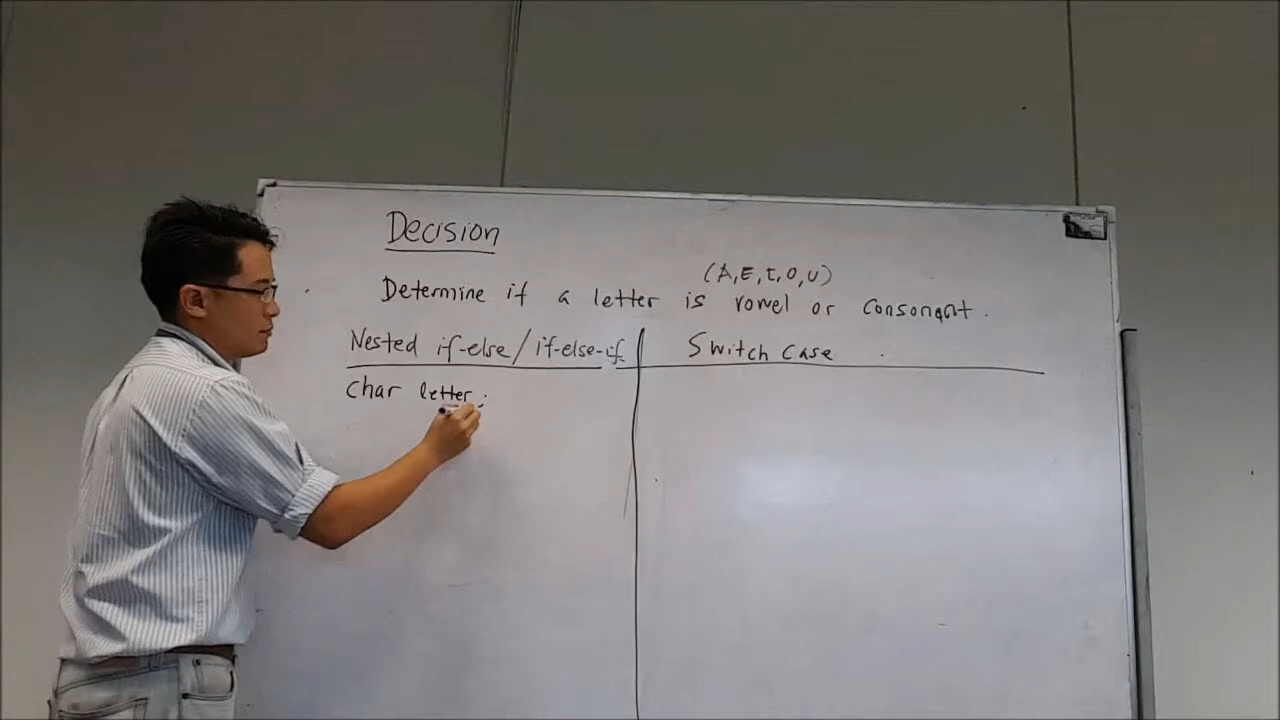 Decision
(A,E,I,O,U)
Determine if a letter is vowel or consonant.
Nested if-else/if-else-if
Switch Case
Char letter;